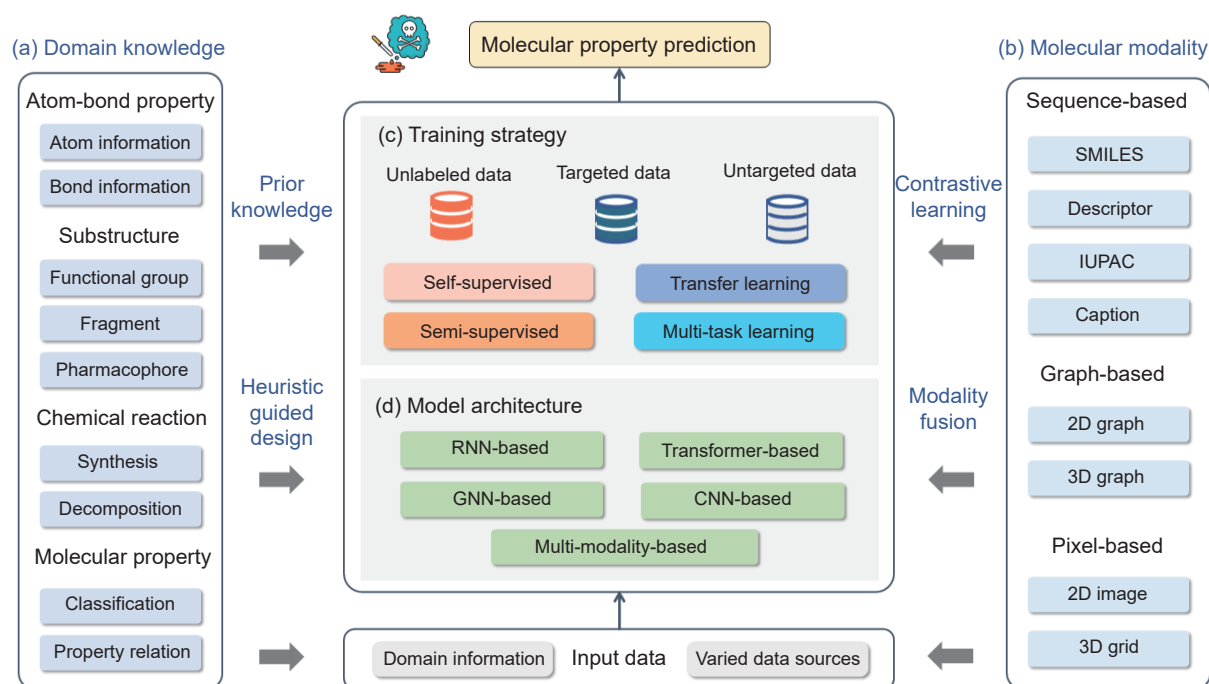 Molecular property prediction
(a) Domain knowledge
Atom-bond property
Atom information
Bond information
Substructure
Functional group
Fragment
Pharmacophore
Chemical reaction
Synthesis
Decomposition
Molecular property
Classification
Property relation
Prior
knowledge
Heuristic
guided
design
(c) Training strategy
Unlabeled data
Targeted data
Untargeted data
Self-supervised
Transfer learning
Semi-supervised
Multi-task learning
(d) Model architecture
RNN-based
Transformer-based
GNN-based
CNN-based
Multi-modality-based
Domain information
Input data
Varied data sources
Contrastive
learning
Modality
fusion
(b) Molecular modality
Sequence-based
SMILES
Descriptor
IUPAC
Caption
Graph-based
2D graph
3D graph
Pixel-based
2D image
3D grid